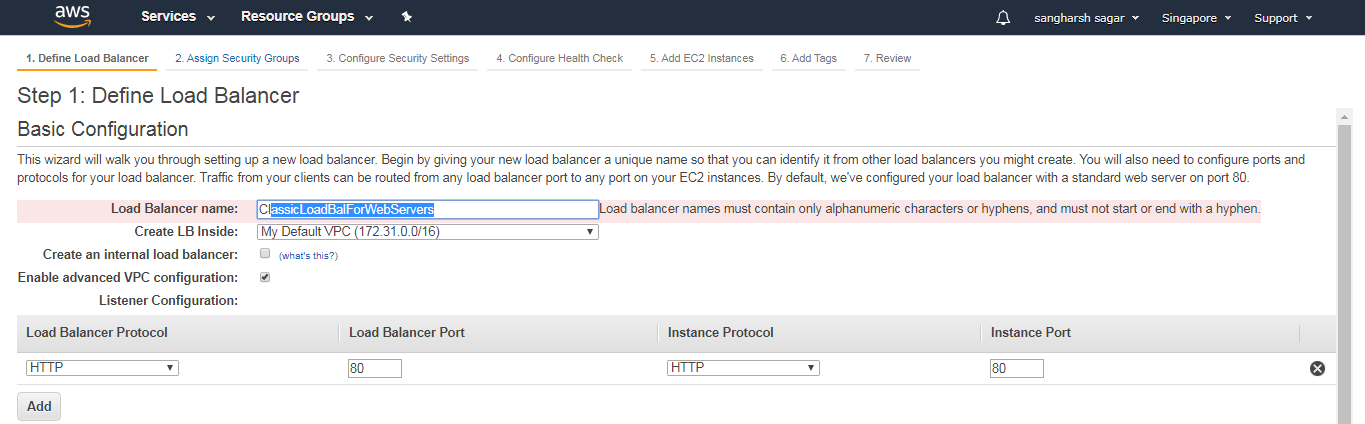 aws Services Resource Groups sangharsh sagar Singapore Support
1. Define Load Balancer 2. Assign Security Groups 3. Configure Security Settings 4. Configure Health Check 5. Add EC2 Instances 6. Add Tags 7. Review
Step 1: Define Load Balancer
Basic Configuration
This wizard will walk you through setting up a new load balancer. Begin by giving your new load balancer a unique name so that you can identify it from other load balancers you might create. You will also need to configure ports and
protocols for your load balancer. Traffic from your clients can be routed from any load balancer port to any port on your EC2 instances. By default, we've configured your load balancer with a standard web server on port 80.
Load Balancer name: ClassicLoadBalForWebServers Load balancer names must contain only alphanumeric characters or hyphens, and must not start or end with a hyphen.
Create LB Inside: My Default VPC (172.31.0.0/16)
Create an internal load balancer: (what's this?)
Enable advanced VPC configuration:
Listener Configuration:
Load Balancer Protocol Load Balancer Port Instance Protocol Instance Port
HTTP 80 HTTP 80
Add